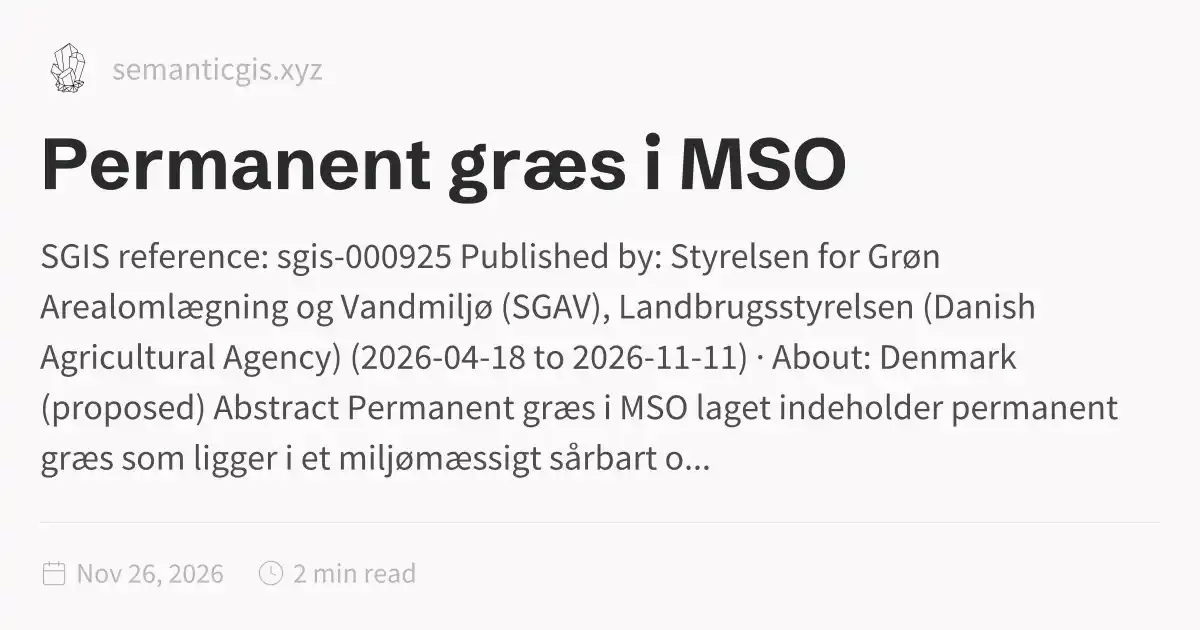 semanticgis.xyz
Permanent græs i MSO
SGIS reference: sgis-000925 Published by: Styrelsen for Grøn
Arealomlægning og Vandmiljø (SGAV), Landbrugsstyrelsen (Danish
Agricultural Agency) (2026-04-18 to 2026-11-11) · About: Denmark
(proposed) Abstract Permanent græs i MSO laget indeholder permanent
græs som ligger i et miljømæssigt sårbart o...
Nov 26, 2026
2 min read